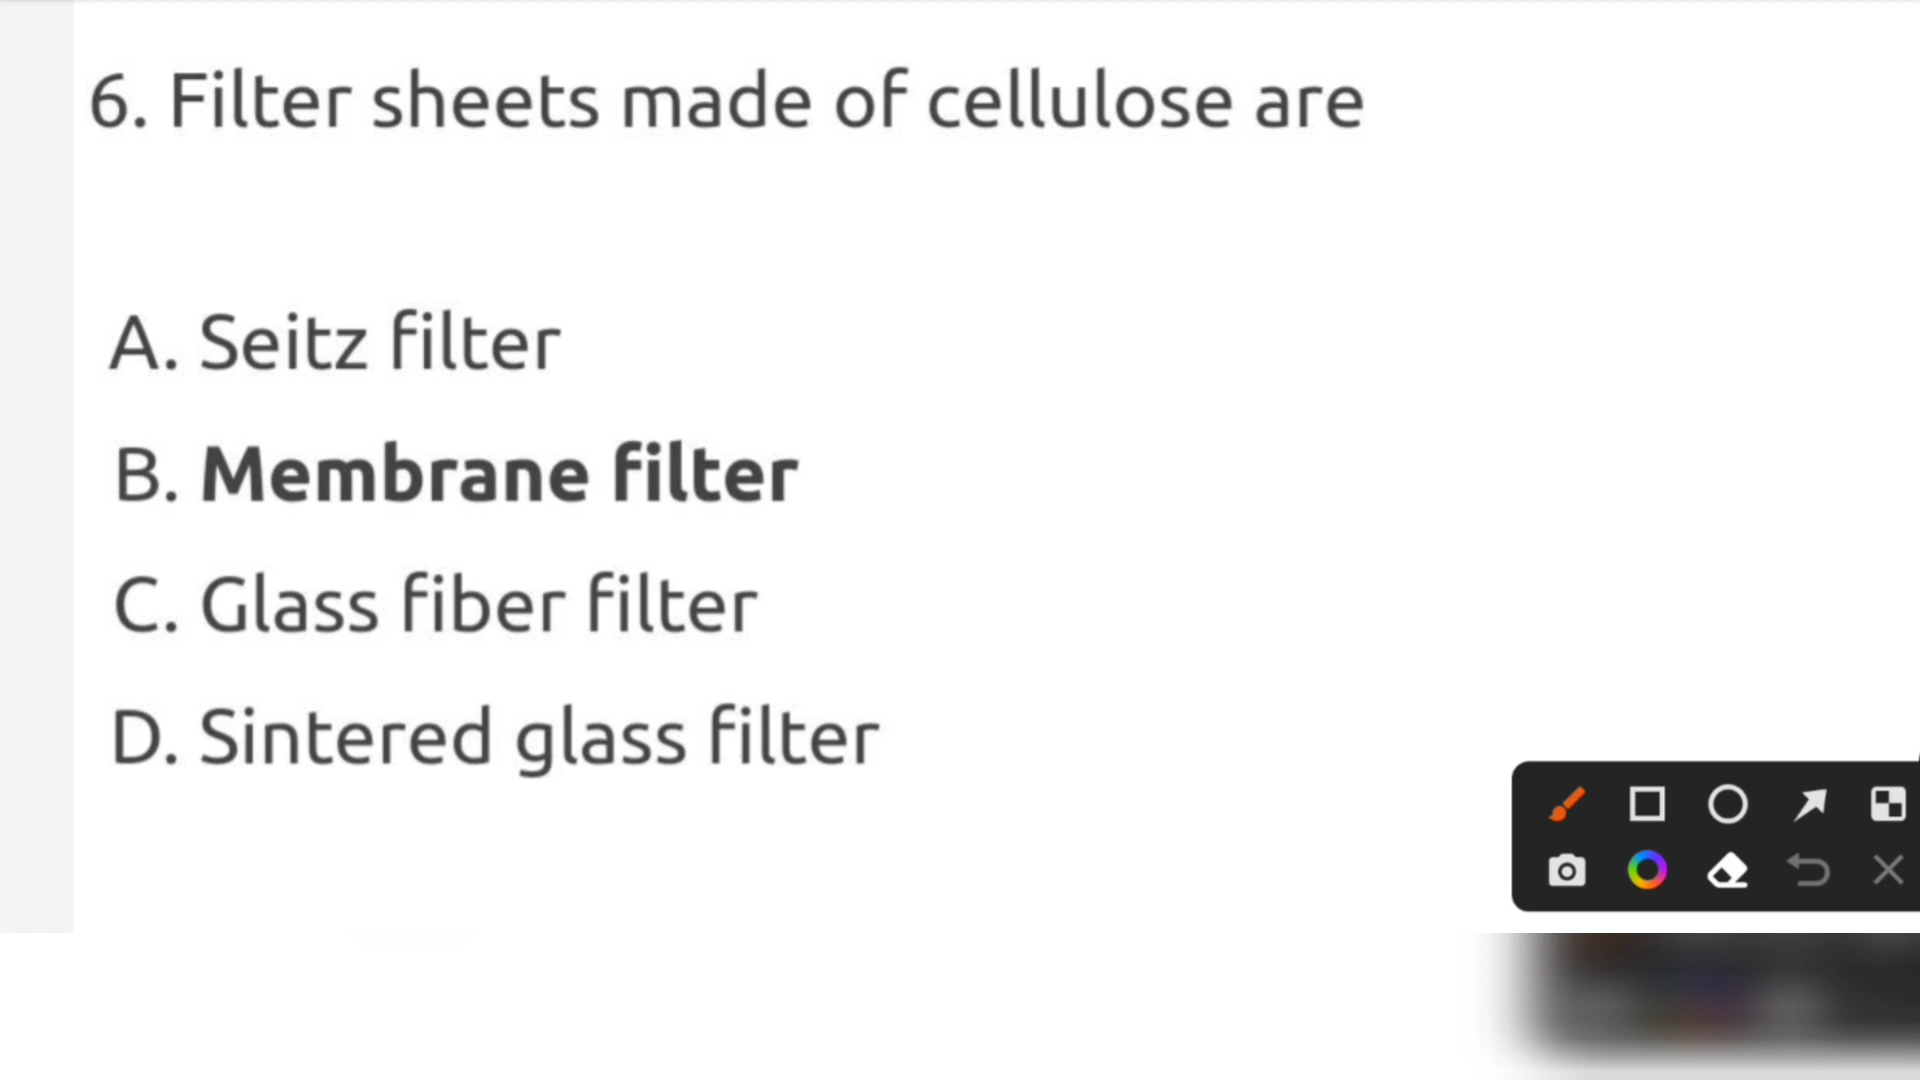 6. Filter sheets made of cellulose are
A. Seitz filter
B. Membrane filter
C. Glass fiber filter
D. Sintered glass filter